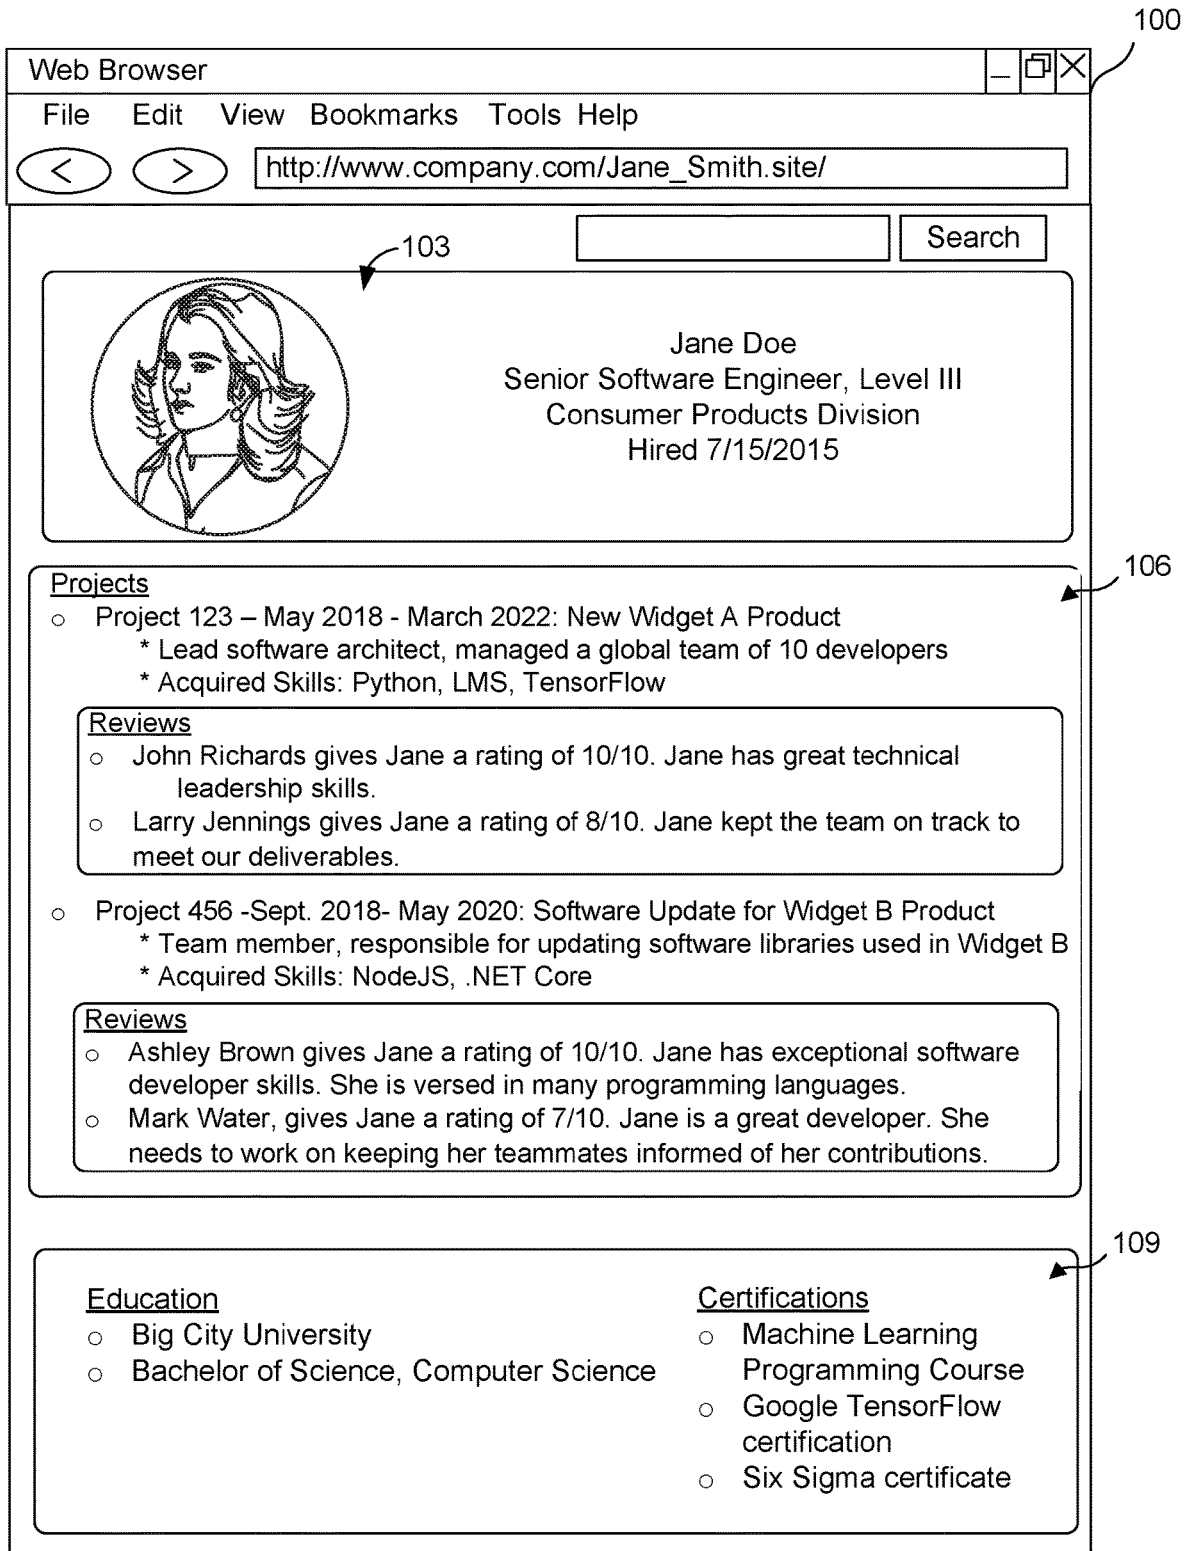 100
Web Browser
File Edit View Bookmarks Tools Help
< > http://www.company.com/Jane_Smith.site/
Search
103
Jane Doe
Senior Software Engineer, Level III
Consumer Products Division
Hired 7/15/2015
106
Projects
○ Project 123 – May 2018 - March 2022: New Widget A Product
* Lead software architect, managed a global team of 10 developers
* Acquired Skills: Python, LMS, TensorFlow
Reviews
○ John Richards gives Jane a rating of 10/10. Jane has great technical
leadership skills.
○ Larry Jennings gives Jane a rating of 8/10. Jane kept the team on track to
meet our deliverables.
○ Project 456 -Sept. 2018- May 2020: Software Update for Widget B Product
* Team member, responsible for updating software libraries used in Widget B
* Acquired Skills: NodeJS, .NET Core
Reviews
○ Ashley Brown gives Jane a rating of 10/10. Jane has exceptional software
developer skills. She is versed in many programming languages.
○ Mark Water, gives Jane a rating of 7/10. Jane is a great developer. She
needs to work on keeping her teammates informed of her contributions.
109
Education
○ Big City University
○ Bachelor of Science, Computer Science
Certifications
○ Machine Learning
Programming Course
○ Google TensorFlow
certification
○ Six Sigma certificate